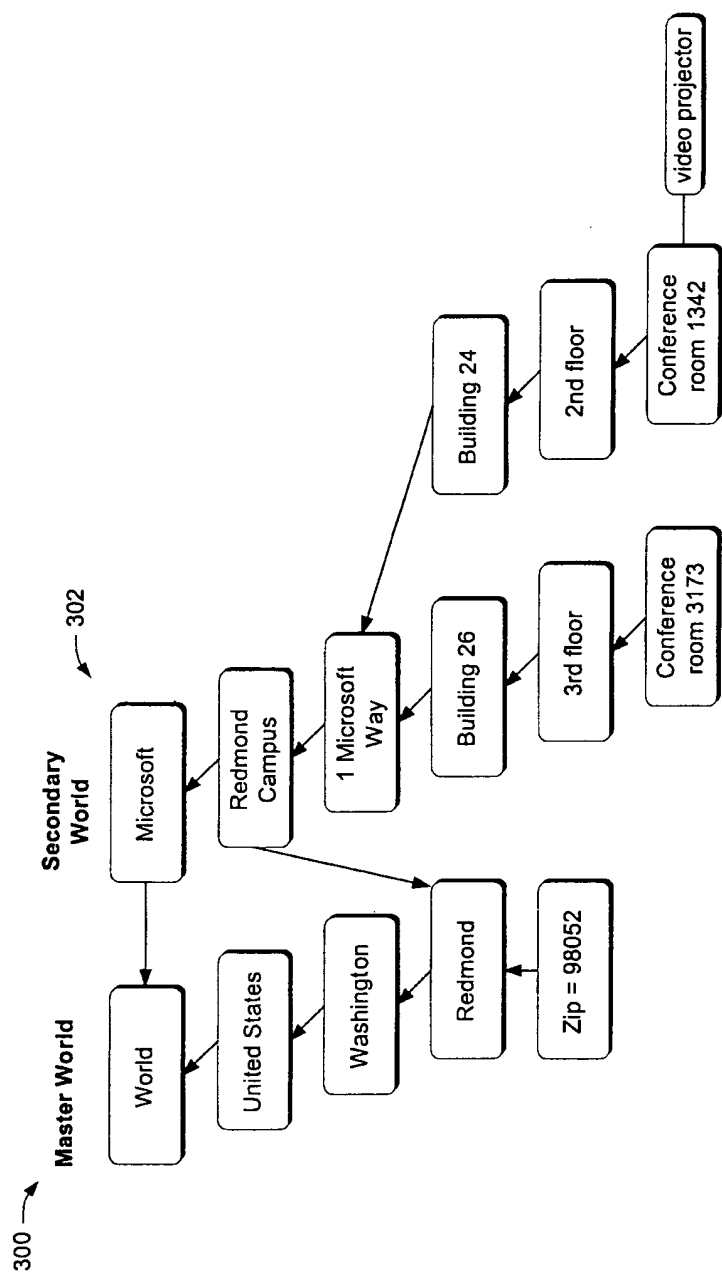 300
Master World
World
United States
Washington
Redmond
Zip = 98052
302
Secondary
World
Microsoft
Redmond
Campus
1 Microsoft
Way
Building 26
3rd floor
Conference
room 3173
Building 24
2nd floor
Conference
room 1342
video projector